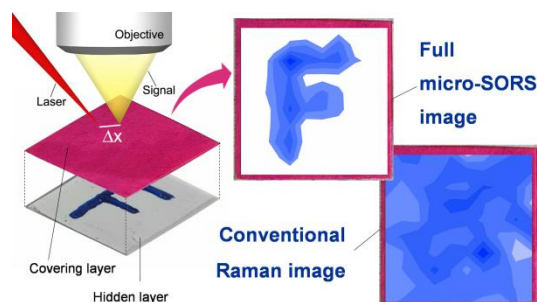 Objective
Laser
Signal
Δx
Covering layer
Hidden layer
Full
micro-SORS
image
F
Conventional
Raman image